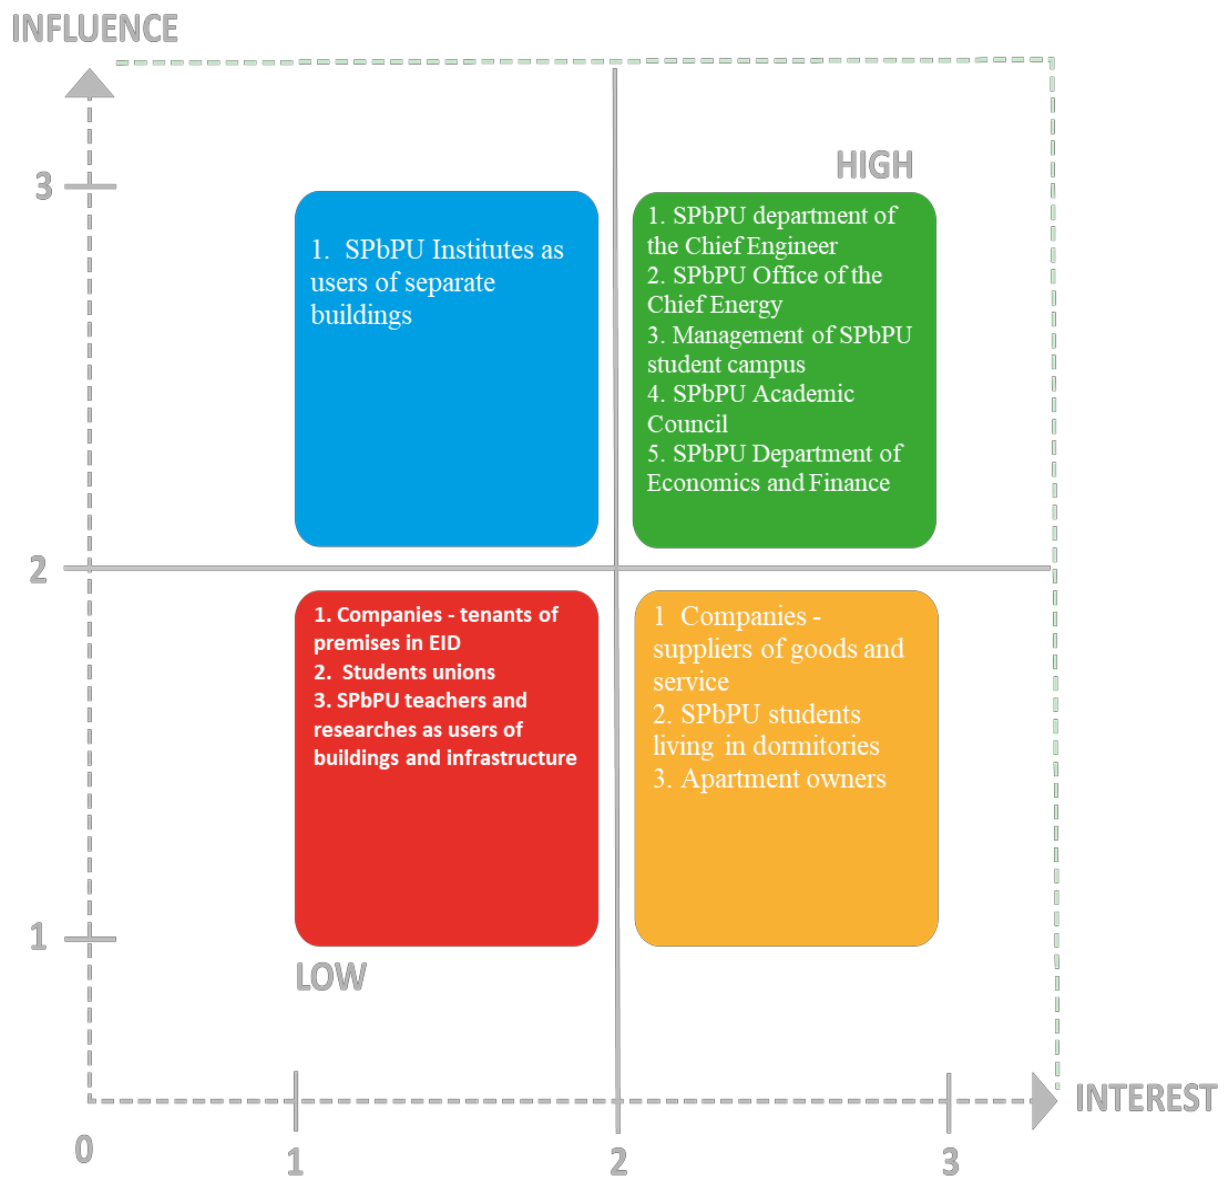 INFLUENCE
3
HIGH
1.  SPbPU Institutes as
users of separate
buildings
1. SPbPU department of
the Chief Engineer
2. SPbPU Office of the
Chief Energy
3. Management of SPbPU
student campus
4. SPbPU Academic
Council
5. SPbPU Department of
Economics and Finance
2
1. Companies - tenants of
premises in EID
2.  Students unions
3. SPbPU teachers and
researches as users of
buildings and infrastructure
1  Companies -
suppliers of goods and
service
2. SPbPU students
living in dormitories
3. Apartment owners
1
LOW
INTEREST
0
1
2
3